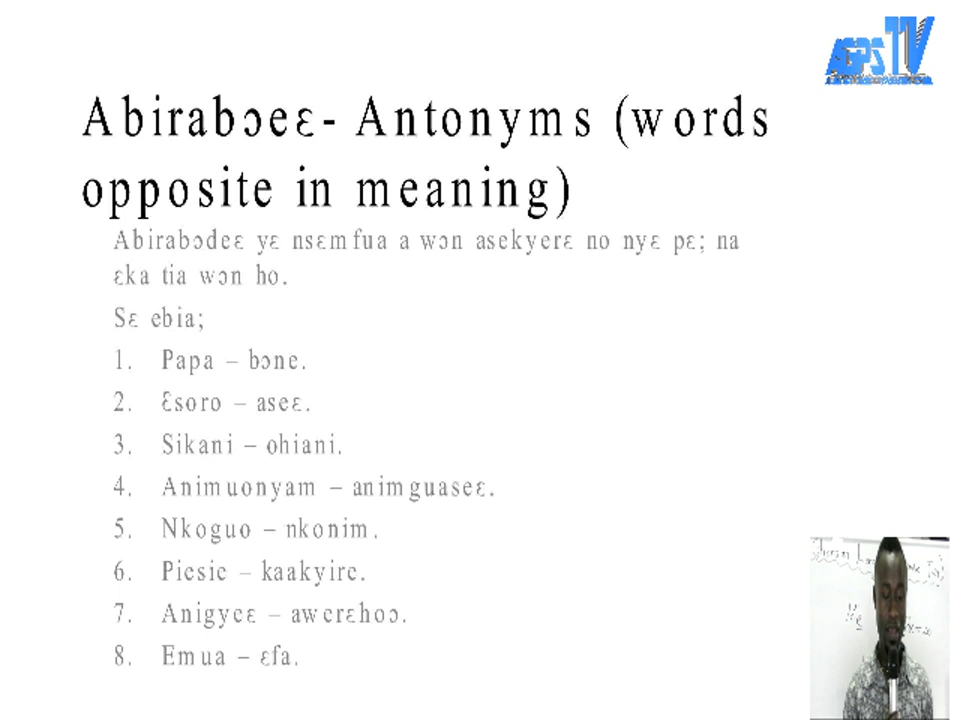 AGPS TV
Abirabɔeɛ- Antonyms (words
opposite in meaning)
Abirabɔdeɛ yɛ nsɛmfua a wɔn asekyerɛ no nyɛ pɛ; na
ɛka tia wɔn ho.
Sɛ ebia;
1. Papa – bɔne.
2. Ɛsoro – aseɛ.
3. Sikani – ohiani.
4. Animuonyam – animguaseɛ.
5. Nkoguo – nkonim.
6. Piesie – kaakyire.
7. Anigyeɛ – awerɛhoɔ.
8. Emua – ɛfa.